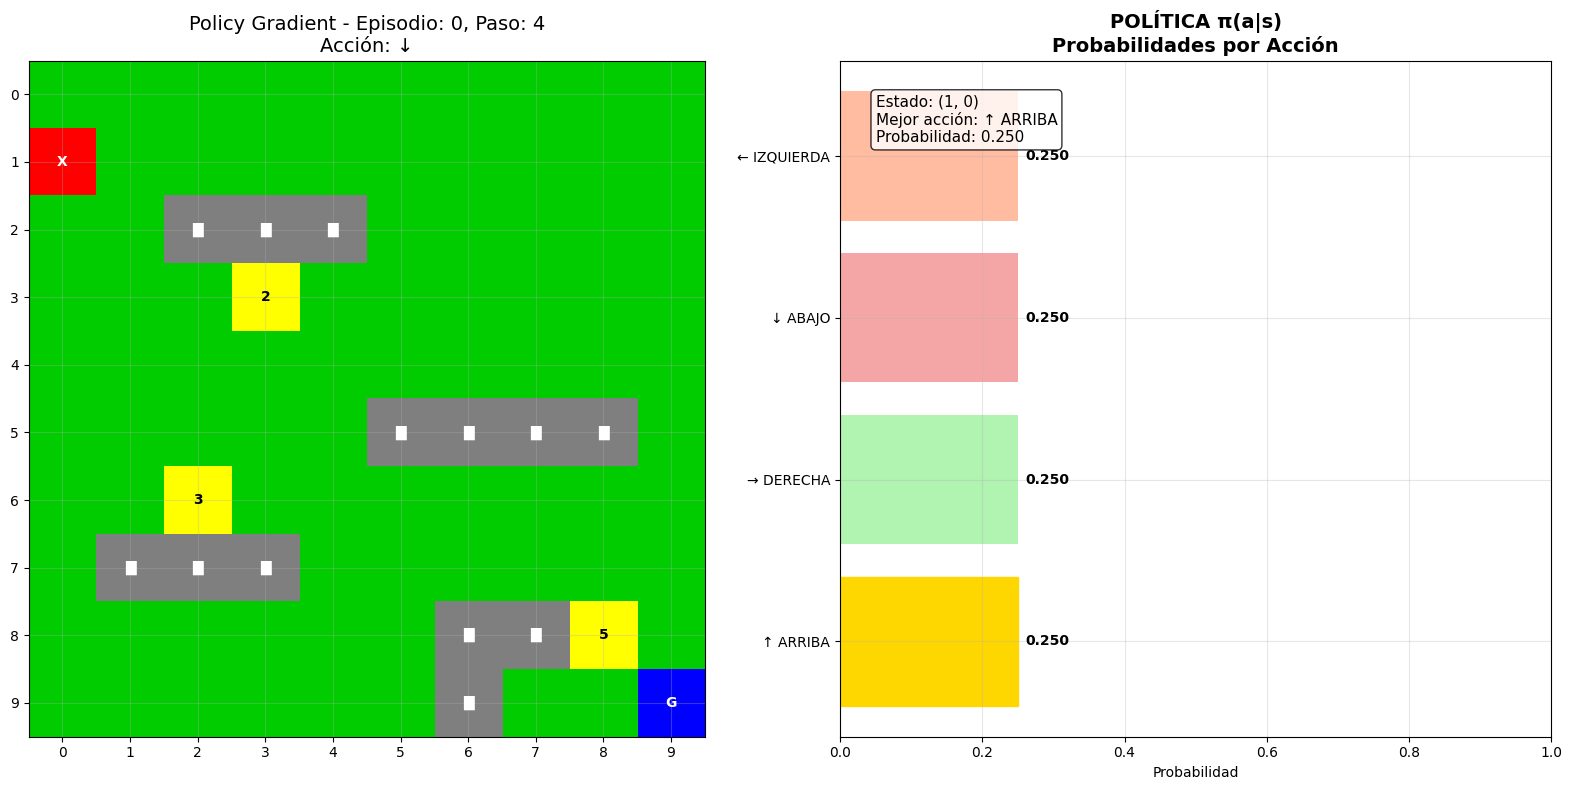 Policy Gradient - Episodio: 0, Paso: 4
Acción: ↓
0
1
2
3
4
5
6
7
8
9
X
2
3
5
G
0 1 2 3 4 5 6 7 8 9
POLÍTICA π(a|s)
Probabilidades por Acción
Estado: (1, 0)
Mejor acción: ↑ ARRIBA
Probabilidad: 0.250
← IZQUIERDA 0.250
↓ ABAJO 0.250
→ DERECHA 0.250
↑ ARRIBA 0.250
0.0 0.2 0.4 0.6 0.8 1.0
Probabilidad